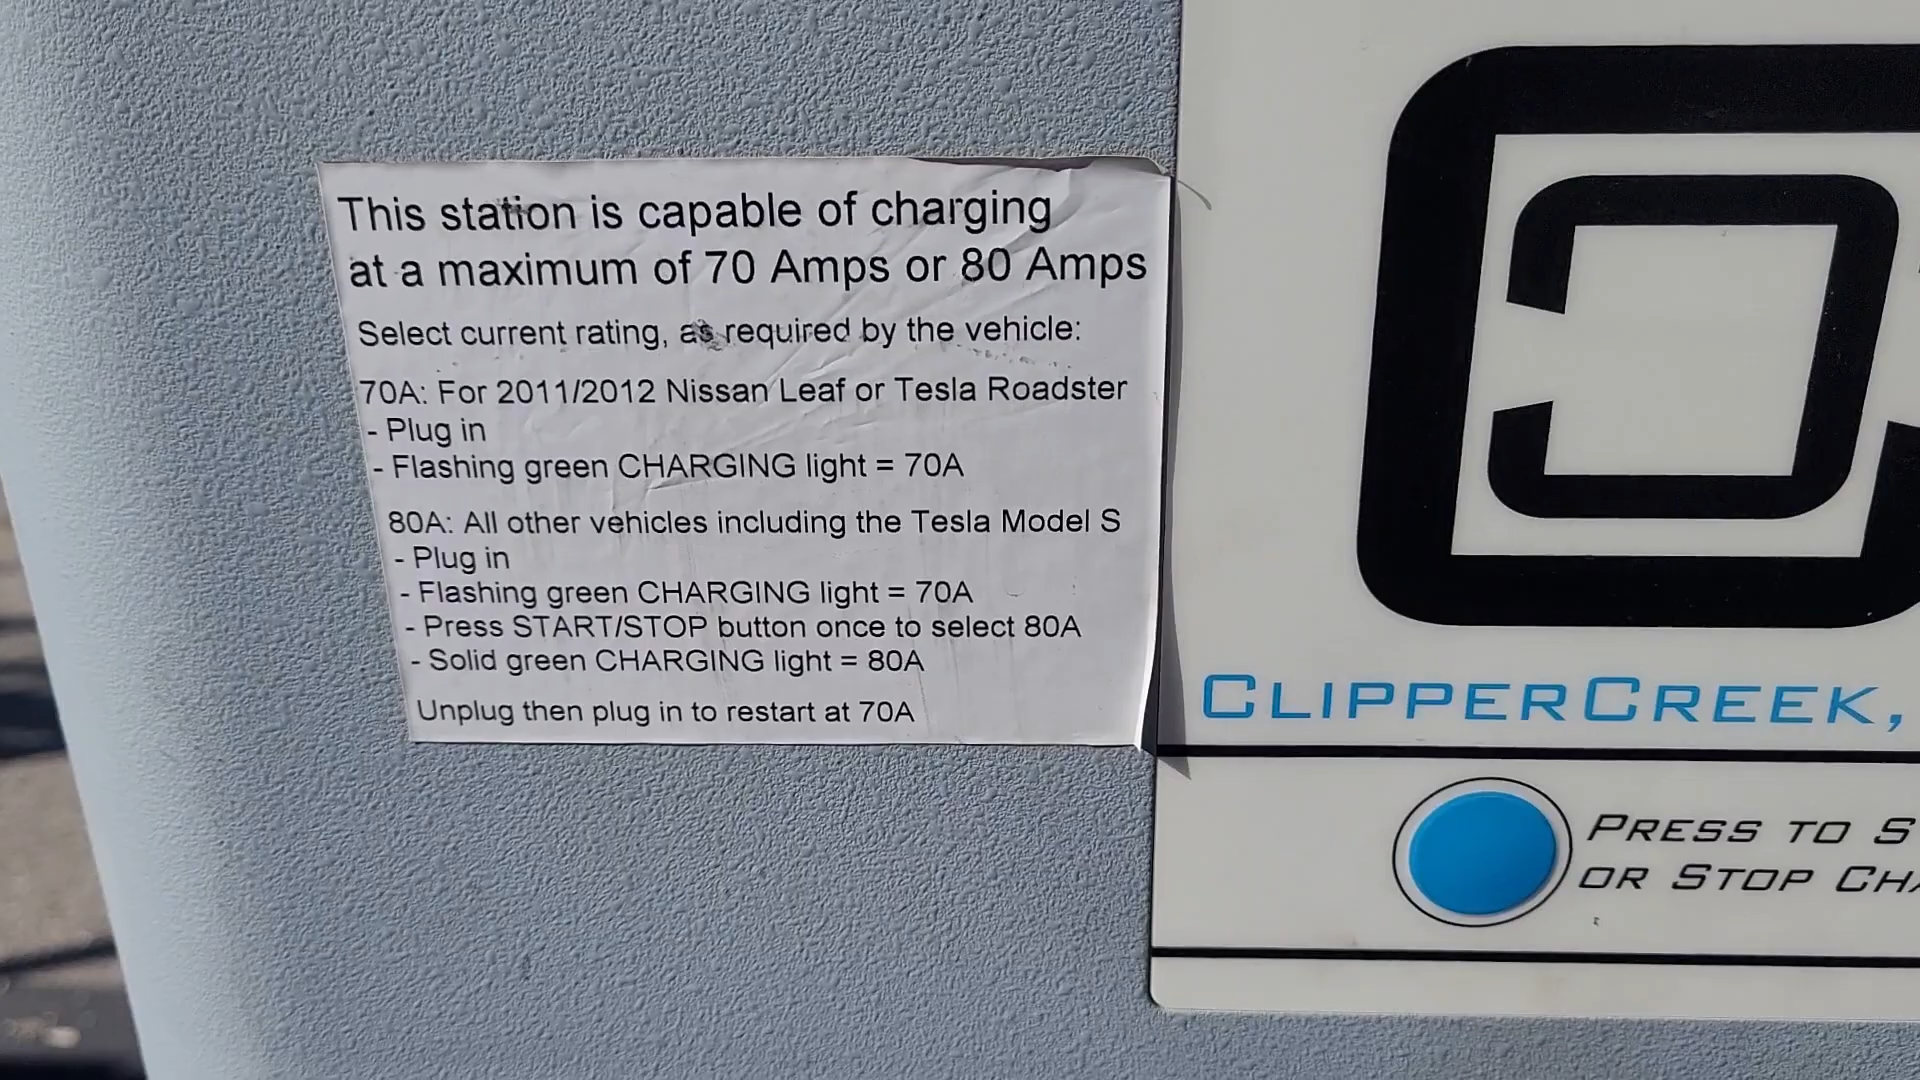 This station is capable of charging
at a maximum of 70 Amps or 80 Amps
Select current rating, as required by the vehicle:
70A: For 2011/2012 Nissan Leaf or Tesla Roadster
- Plug in
- Flashing green CHARGING light = 70A
80A: All other vehicles including the Tesla Model S
- Plug in
- Flashing green CHARGING light = 70A
- Press START/STOP button once to select 80A
- Solid green CHARGING light = 80A
Unplug then plug in to restart at 70A
CLIPPERCREEK,
PRESS TO
OR STOP